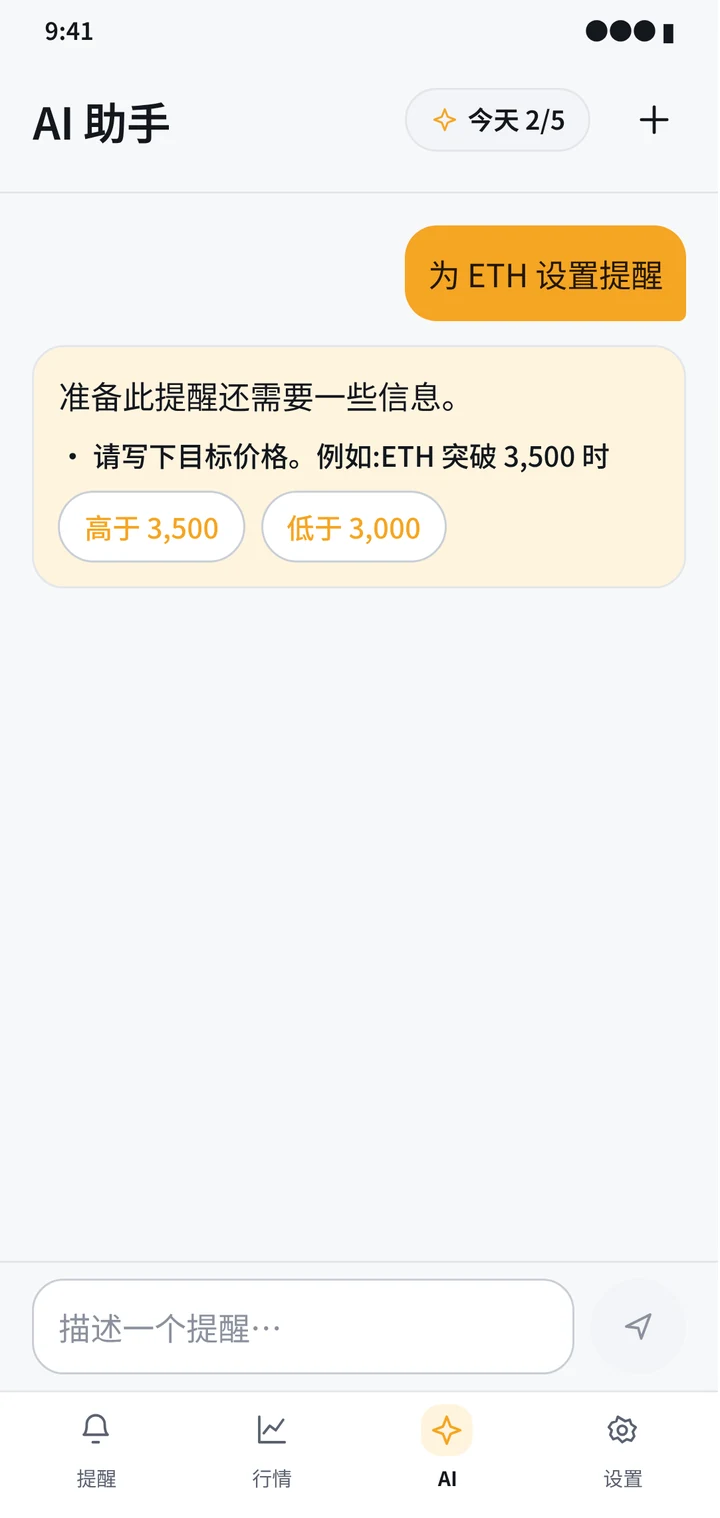 9:41
AI 助手
今天 2/5
为 ETH 设置提醒
准备此提醒还需要一些信息。
• 请写下目标价格。例如:ETH 突破 3,500 时
高于 3,500
低于 3,000
描述一个提醒…
提醒
行情
AI
设置